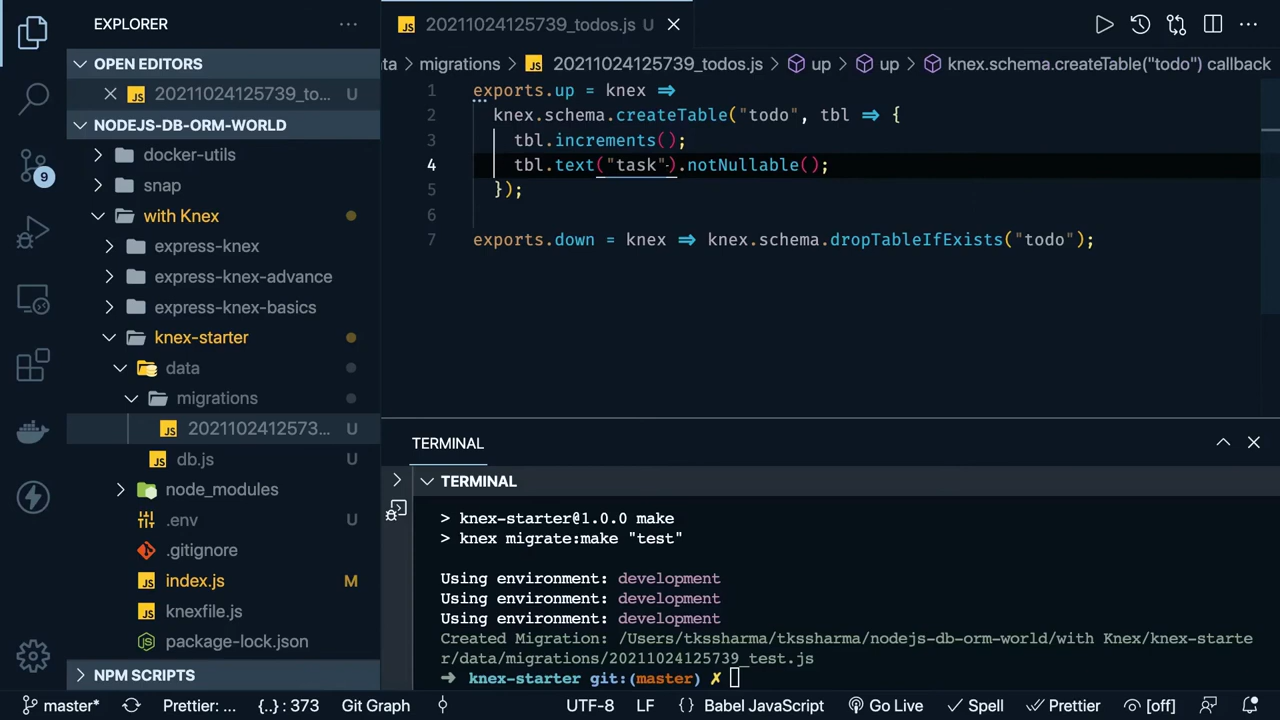 EXPLORER
OPEN EDITORS
20211024125739_to... U
NODEJS-DB-ORM-WORLD
docker-utils
snap
with Knex
express-knex
express-knex-advance
express-knex-basics
knex-starter
data
migrations
2021102412573... U
db.js U
node_modules
.env U
.gitignore
index.js M
knexfile.js
package-lock.json
NPM SCRIPTS
9
JS 20211024125739_todos.js U
ta > migrations > JS 20211024125739_todos.js > up > up > knex.schema.createTable("todo") callback
1 exports.up = knex ⇒
2 knex.schema.createTable("todo", tbl ⇒ {
3 tbl.increments();
4 tbl.text("task").notNullable();
5 });
6
7 exports.down = knex ⇒ knex.schema.dropTableIfExists("todo");
TERMINAL
TERMINAL
> knex-starter@1.0.0 make
> knex migrate:make "test"
Using environment: development
Using environment: development
Using environment: development
Created Migration: /Users/tkssharma/tkssharma/nodejs-db-orm-world/with Knex/knex-starte
r/data/migrations/20211024125739_test.js
➜ knex-starter git:(master) ✗
master* Prettier: ... {..} : 373 Git Graph UTF-8 LF {} Babel JavaScript Go Live Spell Prettier [off]